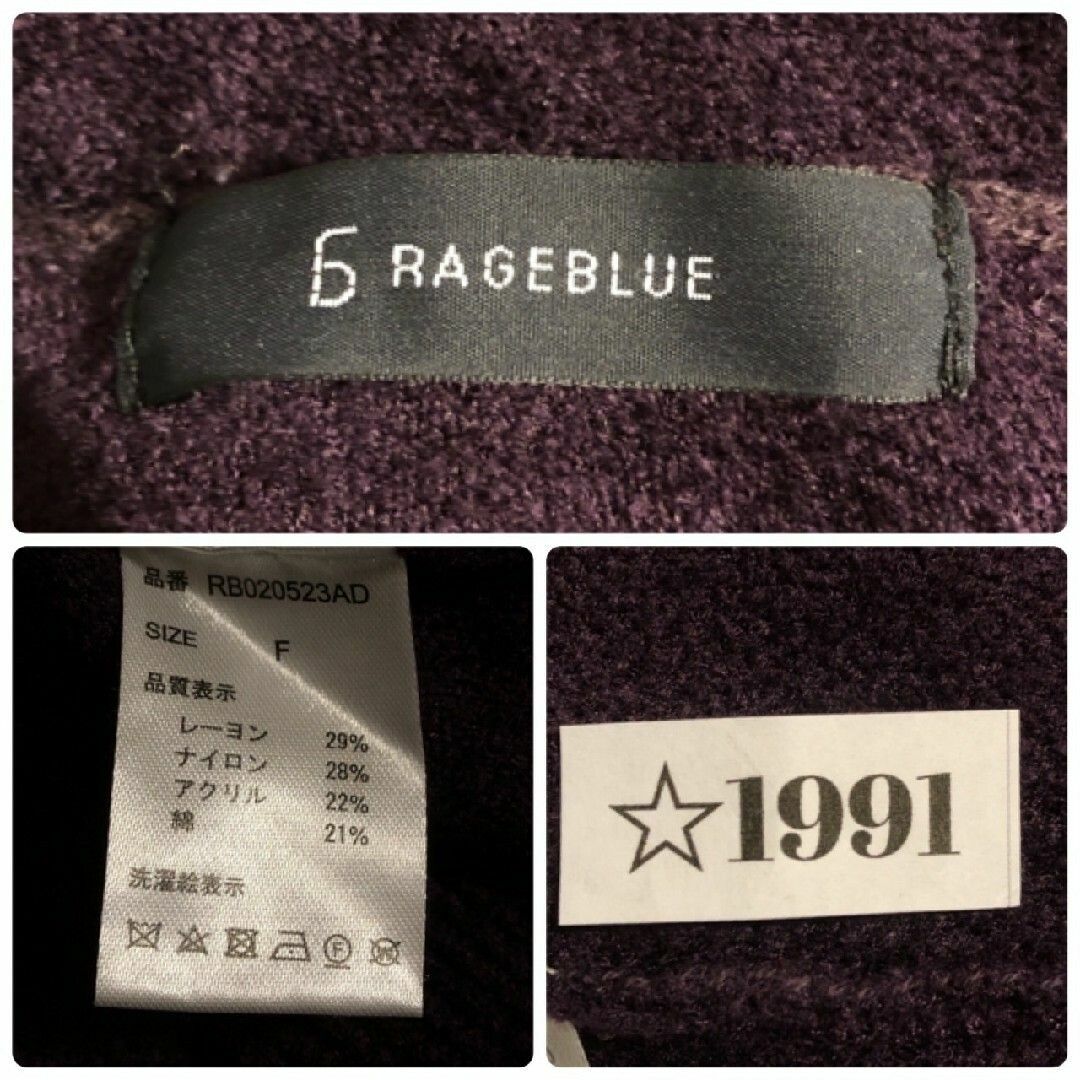 RAGEBLUE
品番 RB020523AD
SIZE F
品質表示
レーヨン 29%
ナイロン 28%
アクリル 22%
綿 21%
洗濯絵表示
F
☆1991